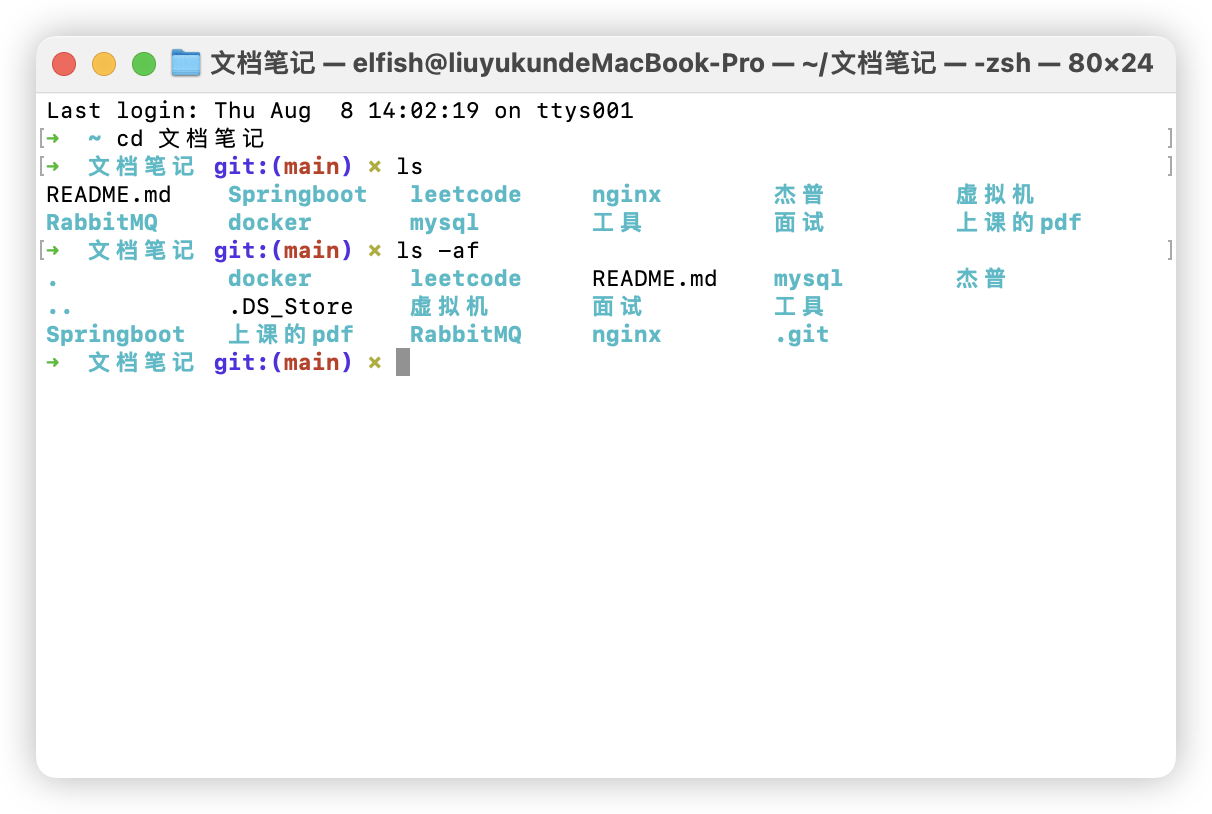 文档笔记 — elfish@liuyukundeMacBook-Pro — ~/文档笔记 — -zsh — 80×24
Last login: Thu Aug  8 14:02:19 on ttys001
[➜  ~ cd 文档笔记 ]
[➜  文档笔记 git:(main) ✗ ls ]
README.md    Springboot   leetcode     nginx        杰普         虚拟机
RabbitMQ     docker       mysql        工具         面试         上课的pdf
[➜  文档笔记 git:(main) ✗ ls -af ]
.            docker       leetcode     README.md    mysql        杰普
..           .DS_Store    虚拟机       面试         工具
Springboot   上课的pdf    RabbitMQ     nginx        .git
➜  文档笔记 git:(main) ✗